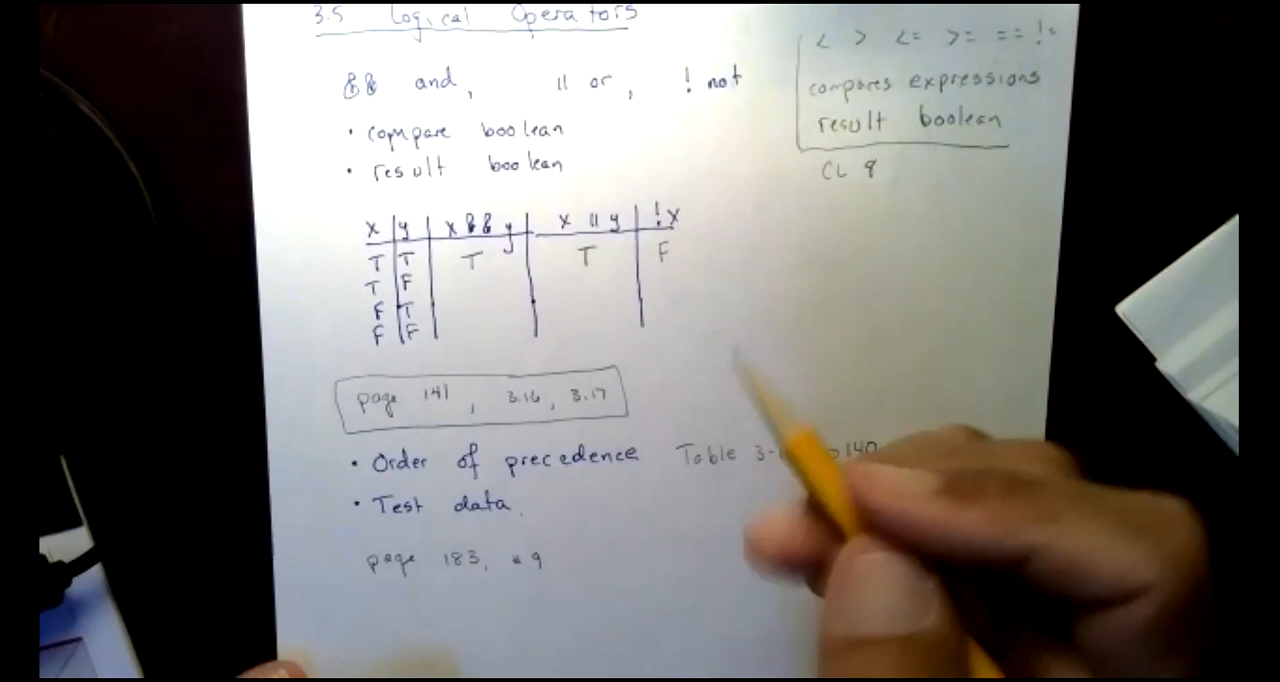 3.5 Logical Operators
&& and, || or, ! not
• compare boolean
• result boolean
x y x && y x || y !x
T T T T F
T F
F T
F F
page 141, 3.16, 3.17
• Order of precedence Table 3- 140
• Test data.
page 183, # 9
< > <= >= == !=
compares expressions
result boolean
CL 8